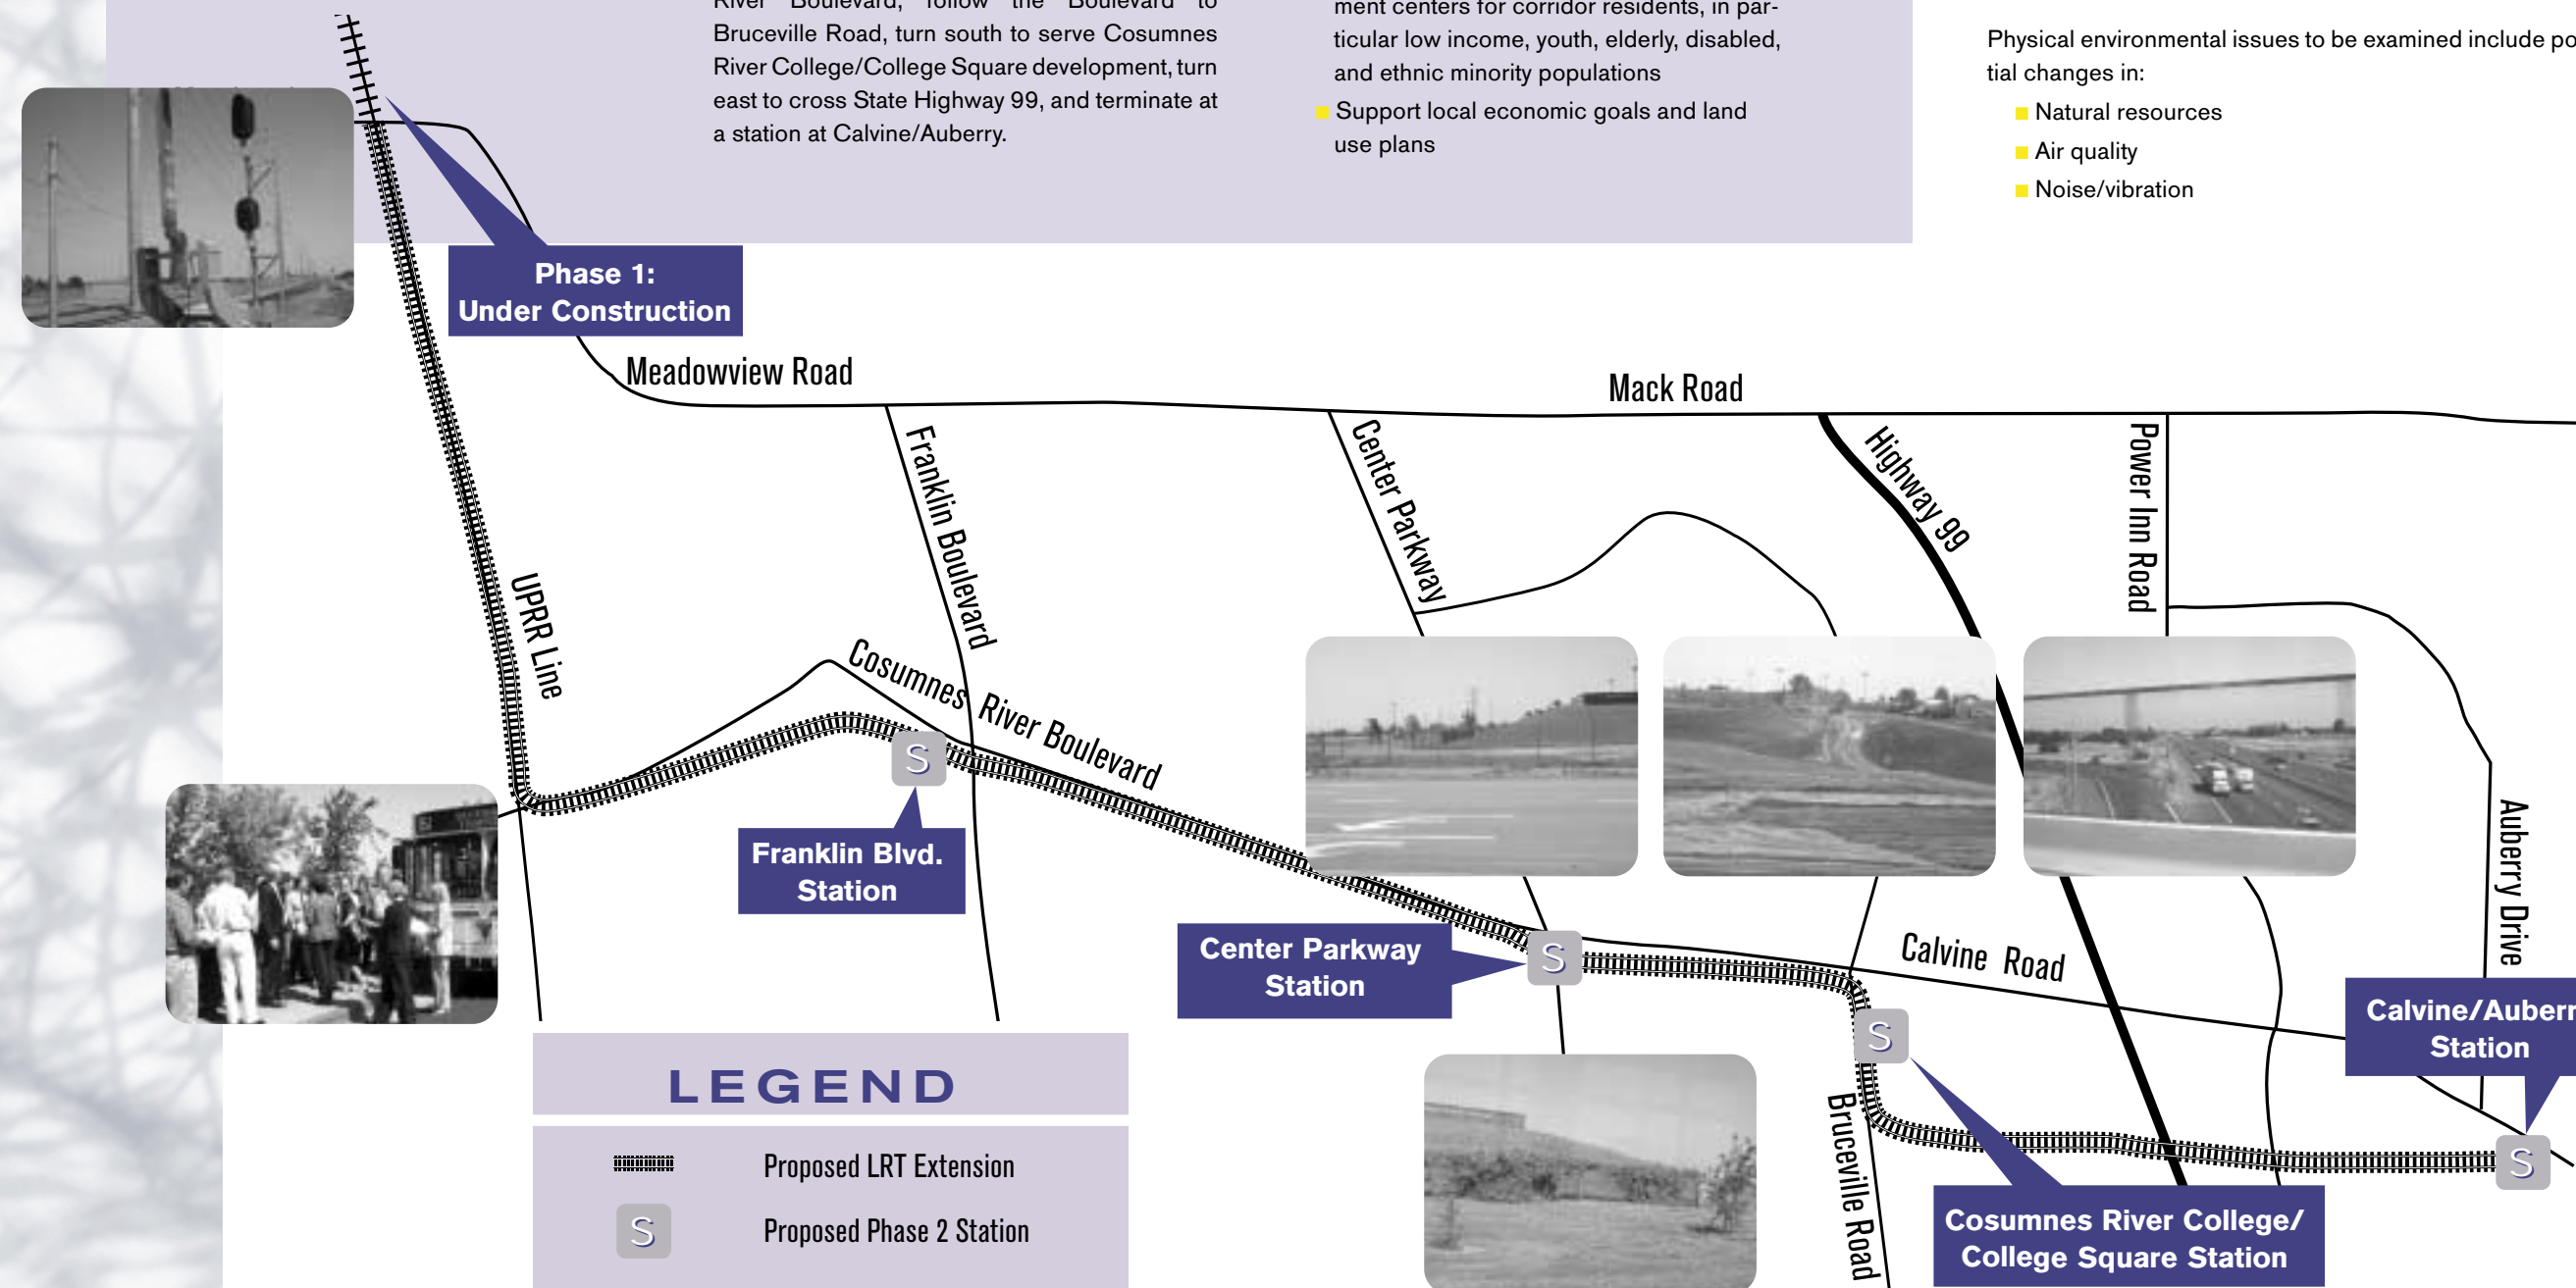 River Boulevard, follow the Boulevard to
Bruceville Road, turn south to serve Cosumnes
River College/College Square development, turn
east to cross State Highway 99, and terminate at
a station at Calvine/Auberry.
ment centers for corridor residents, in par-
ticular low income, youth, elderly, disabled,
and ethnic minority populations
Support local economic goals and land
use plans
Physical environmental issues to be examined include po
tial changes in:
Natural resources
Air quality
Noise/vibration
Phase 1:
Under Construction
Meadowview Road
Mack Road
Franklin Boulevard
Center Parkway
Highway 99
Power Inn Road
UPRR Line
Cosumnes River Boulevard
S
Franklin Blvd.
Station
Auberry Drive
Center Parkway
Station
S
Calvine Road
S
Calvine/Auberr
Station
Bruceville Road
S
Cosumnes River College/
College Square Station
LEGEND
Proposed LRT Extension
S
Proposed Phase 2 Station